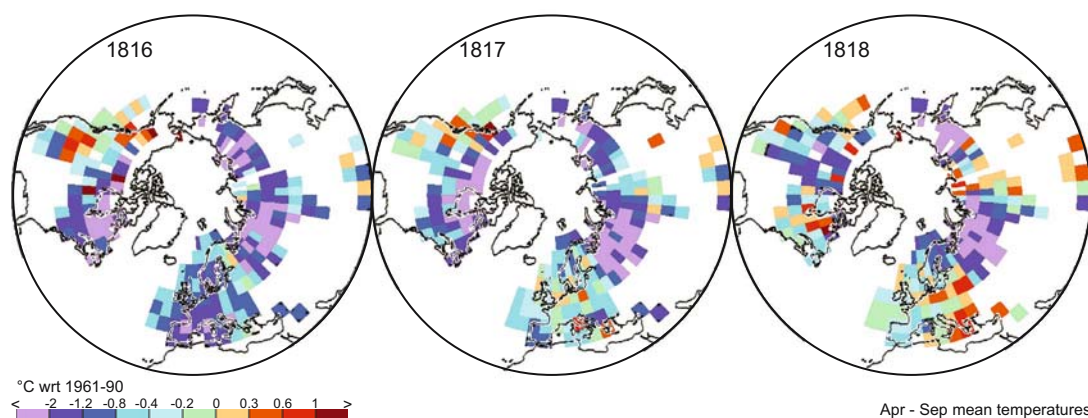 1816 1817 1818
°C wrt 1961-90
< -2 -1.2 -0.8 -0.4 -0.2 0 0.3 0.6 1 >
Apr - Sep mean temperatures